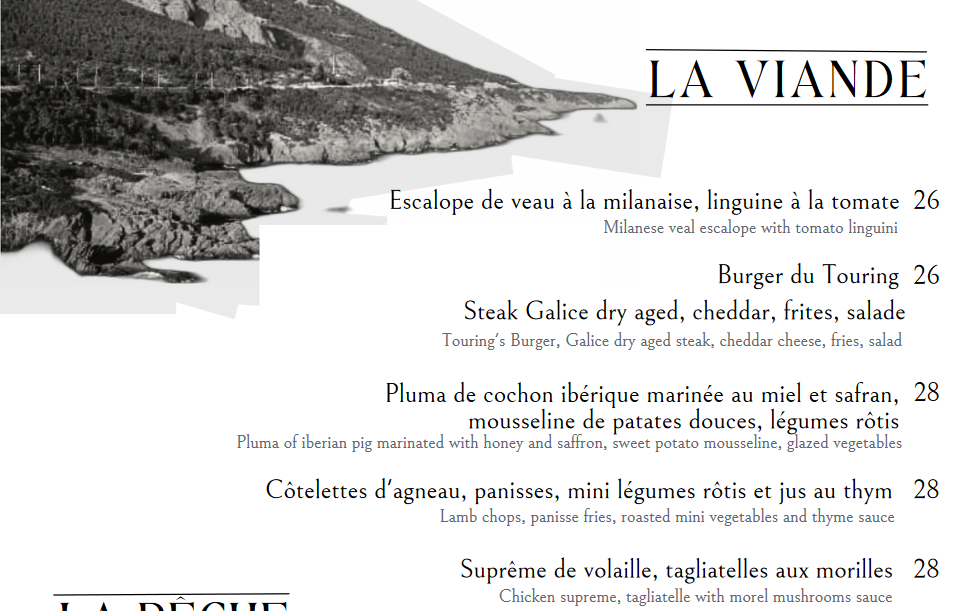 LA VIANDE
Escalope de veau à la milanaise, linguine à la tomate 26
Milanese veal escalope with tomato linguini
Burger du Touring 26
Steak Galice dry aged, cheddar, frites, salade
Touring's Burger, Galice dry aged steak, cheddar cheese, fries, salad
Pluma de cochon ibérique marinée au miel et safran, 28
mousseline de patates douces, légumes rôtis
Pluma of iberian pig marinated with honey and saffron, sweet potato mousseline, glazed vegetables
Côtelettes d'agneau, panisses, mini légumes rôtis et jus au thym 28
Lamb chops, panisse fries, roasted mini vegetables and thyme sauce
Suprême de volaille, tagliatelles aux morilles 28
Chicken supreme, tagliatelle with morel mushrooms sauce
LA PÊCHE